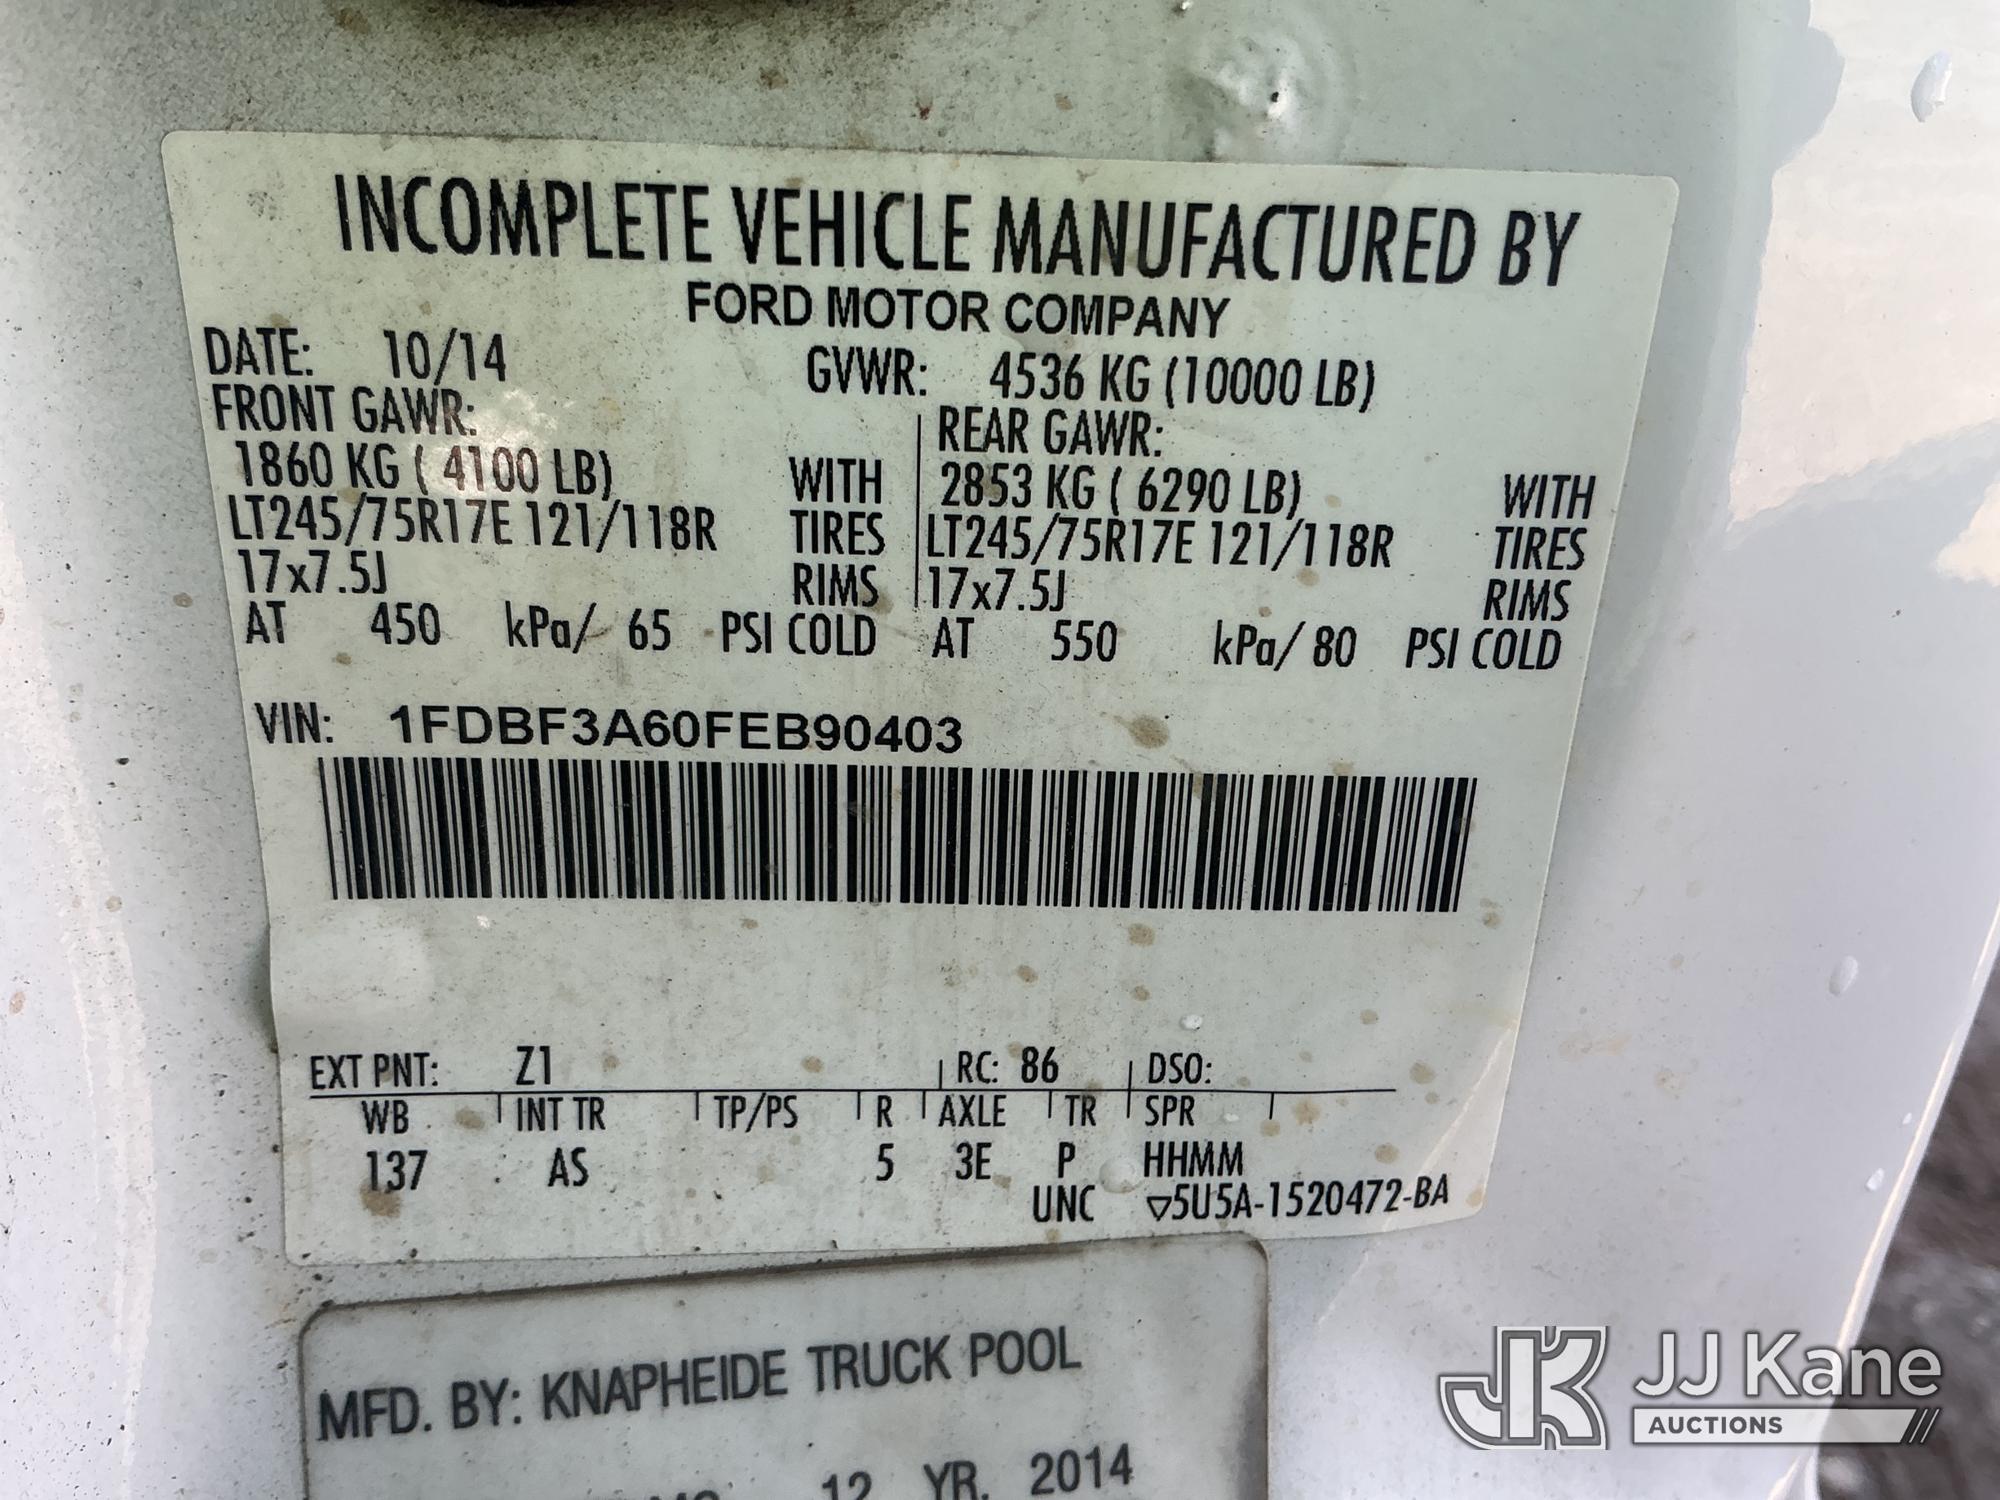 INCOMPLETE VEHICLE MANUFACTURED BY
FORD MOTOR COMPANY
DATE: 10/14 GVWR: 4536 KG (10000 LB)
FRONT GAWR: REAR GAWR:
1860 KG ( 4100 LB) WITH 2853 KG ( 6290 LB) WITH
LT245/75R17E 121/118R TIRES LT245/75R17E 121/118R TIRES
17x7.5J RIMS 17x7.5J RIMS
AT 450 kPa/ 65 PSI COLD AT 550 kPa/ 80 PSI COLD
VIN: 1FDBF3A60FEB90403
EXT PNT: Z1 RC: 86 DSO:
WB INT TR TP/PS R AXLE TR SPR
137 AS 5 3E P HHMM
UNC ▽5U5A-1520472-BA
MFD. BY: KNAPHEIDE TRUCK POOL
12 YR. 2014
JK JJ Kane
AUCTIONS